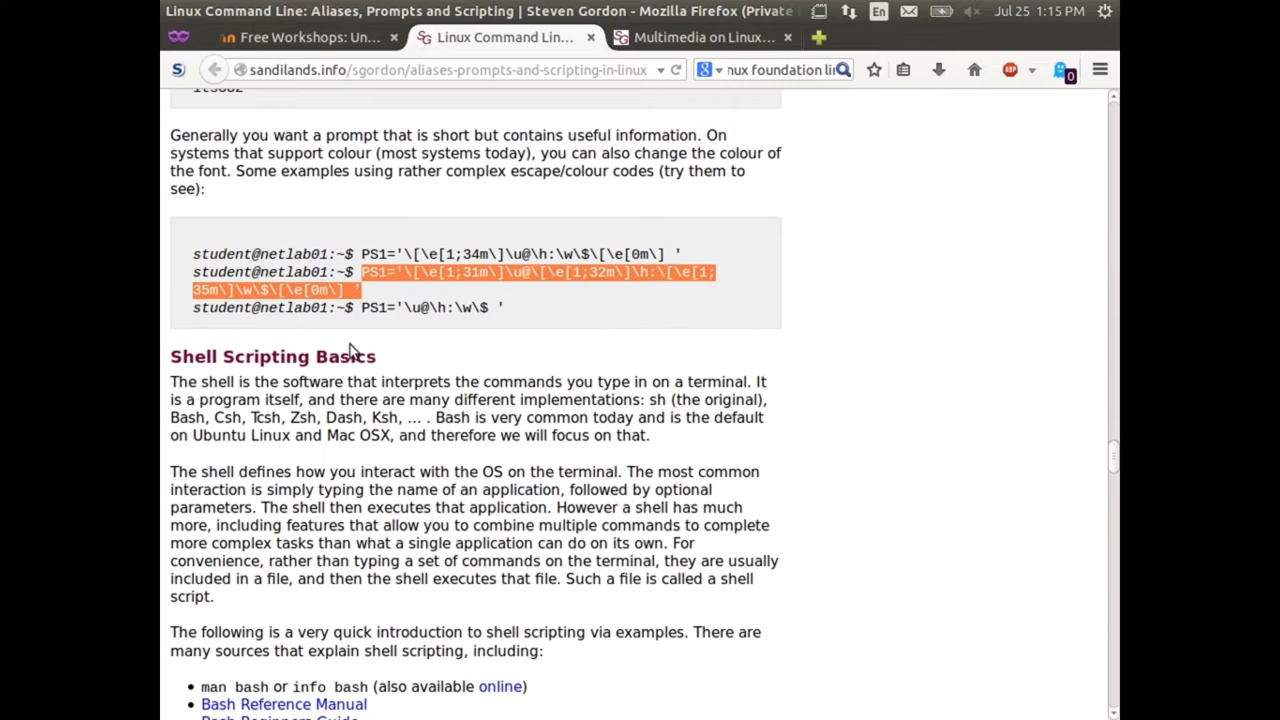 Linux Command Line: Aliases, Prompts and Scripting | Steven Gordon - Mozilla Firefox (Private
En
Jul 25 1:15 PM
Free Workshops: Un... ×
SG Linux Command Lin... ×
SG Multimedia on Linux... ×
sandilands.info/sgordon/aliases-prompts-and-scripting-in-linux
nux foundation lin
ABP
0
Generally you want a prompt that is short but contains useful information. On
systems that support colour (most systems today), you can also change the colour of
the font. Some examples using rather complex escape/colour codes (try them to
see):
student@netlab01:~$ PS1='\[\e[1;34m\]\u@\h:\w\$\[\e[0m\] '
student@netlab01:~$ PS1='\[\e[1;31m\]\u@\[\e[1;32m\]\h:\[\e[1;
35m\]\w\$\[\e[0m\] '
student@netlab01:~$ PS1='\u@\h:\w\$ '
Shell Scripting Basics
The shell is the software that interprets the commands you type in on a terminal. It
is a program itself, and there are many different implementations: sh (the original),
Bash, Csh, Tcsh, Zsh, Dash, Ksh, ... . Bash is very common today and is the default
on Ubuntu Linux and Mac OSX, and therefore we will focus on that.
The shell defines how you interact with the OS on the terminal. The most common
interaction is simply typing the name of an application, followed by optional
parameters. The shell then executes that application. However a shell has much
more, including features that allow you to combine multiple commands to complete
more complex tasks than what a single application can do on its own. For
convenience, rather than typing a set of commands on the terminal, they are usually
included in a file, and then the shell executes that file. Such a file is called a shell
script.
The following is a very quick introduction to shell scripting via examples. There are
many sources that explain shell scripting, including:
• man bash or info bash (also available online)
• Bash Reference Manual
Bash Beginners Guide